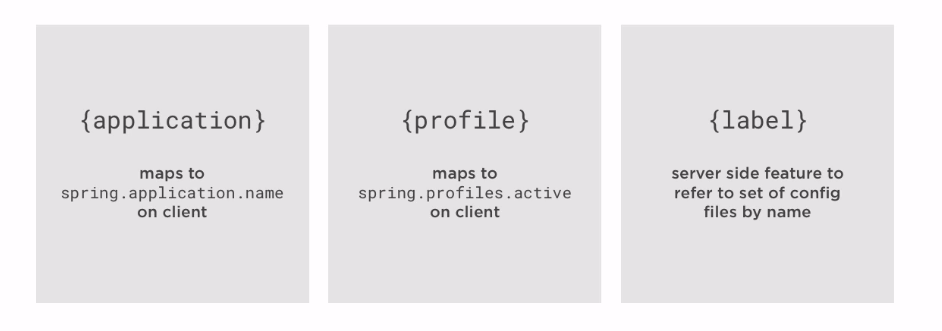 {application}
maps to
spring.application.name
on client
{profile}
maps to
spring.profiles.active
on client
{label}
server side feature to
refer to set of config
files by name